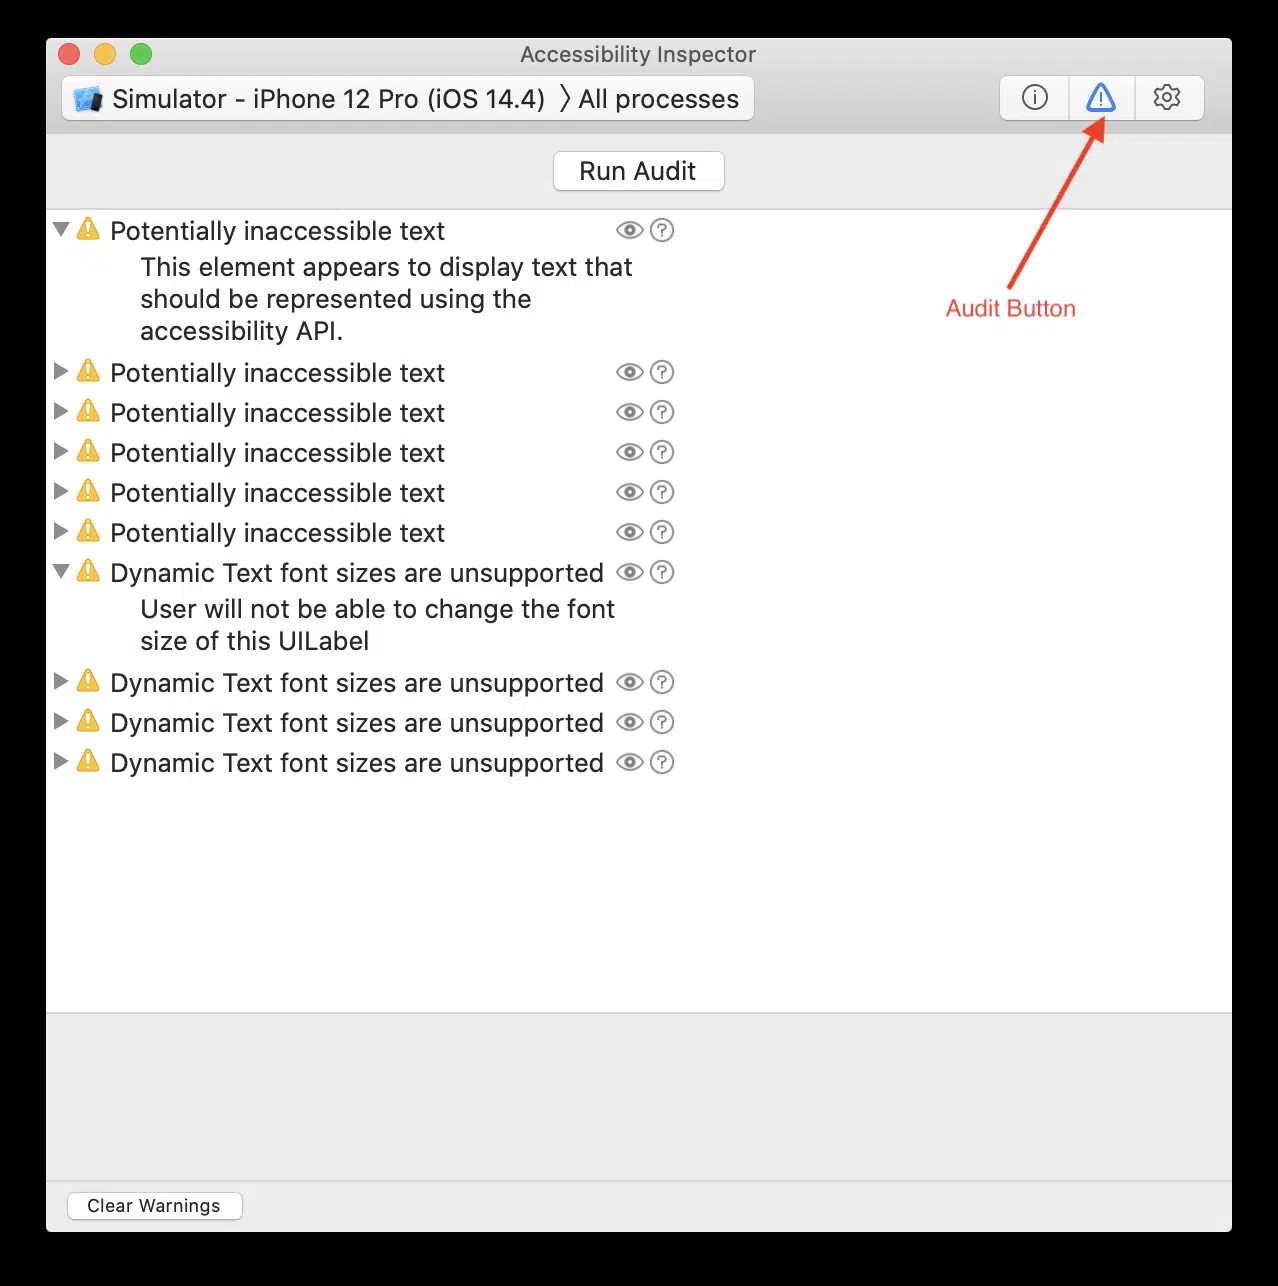 Accessibility Inspector
Simulator - iPhone 12 Pro (iOS 14.4) 〉All processes
Run Audit
Potentially inaccessible text
This element appears to display text that
should be represented using the
accessibility API.
Audit Button
Potentially inaccessible text
Potentially inaccessible text
Potentially inaccessible text
Potentially inaccessible text
Potentially inaccessible text
Dynamic Text font sizes are unsupported
User will not be able to change the font
size of this UILabel
Dynamic Text font sizes are unsupported
Dynamic Text font sizes are unsupported
Dynamic Text font sizes are unsupported
Clear Warnings